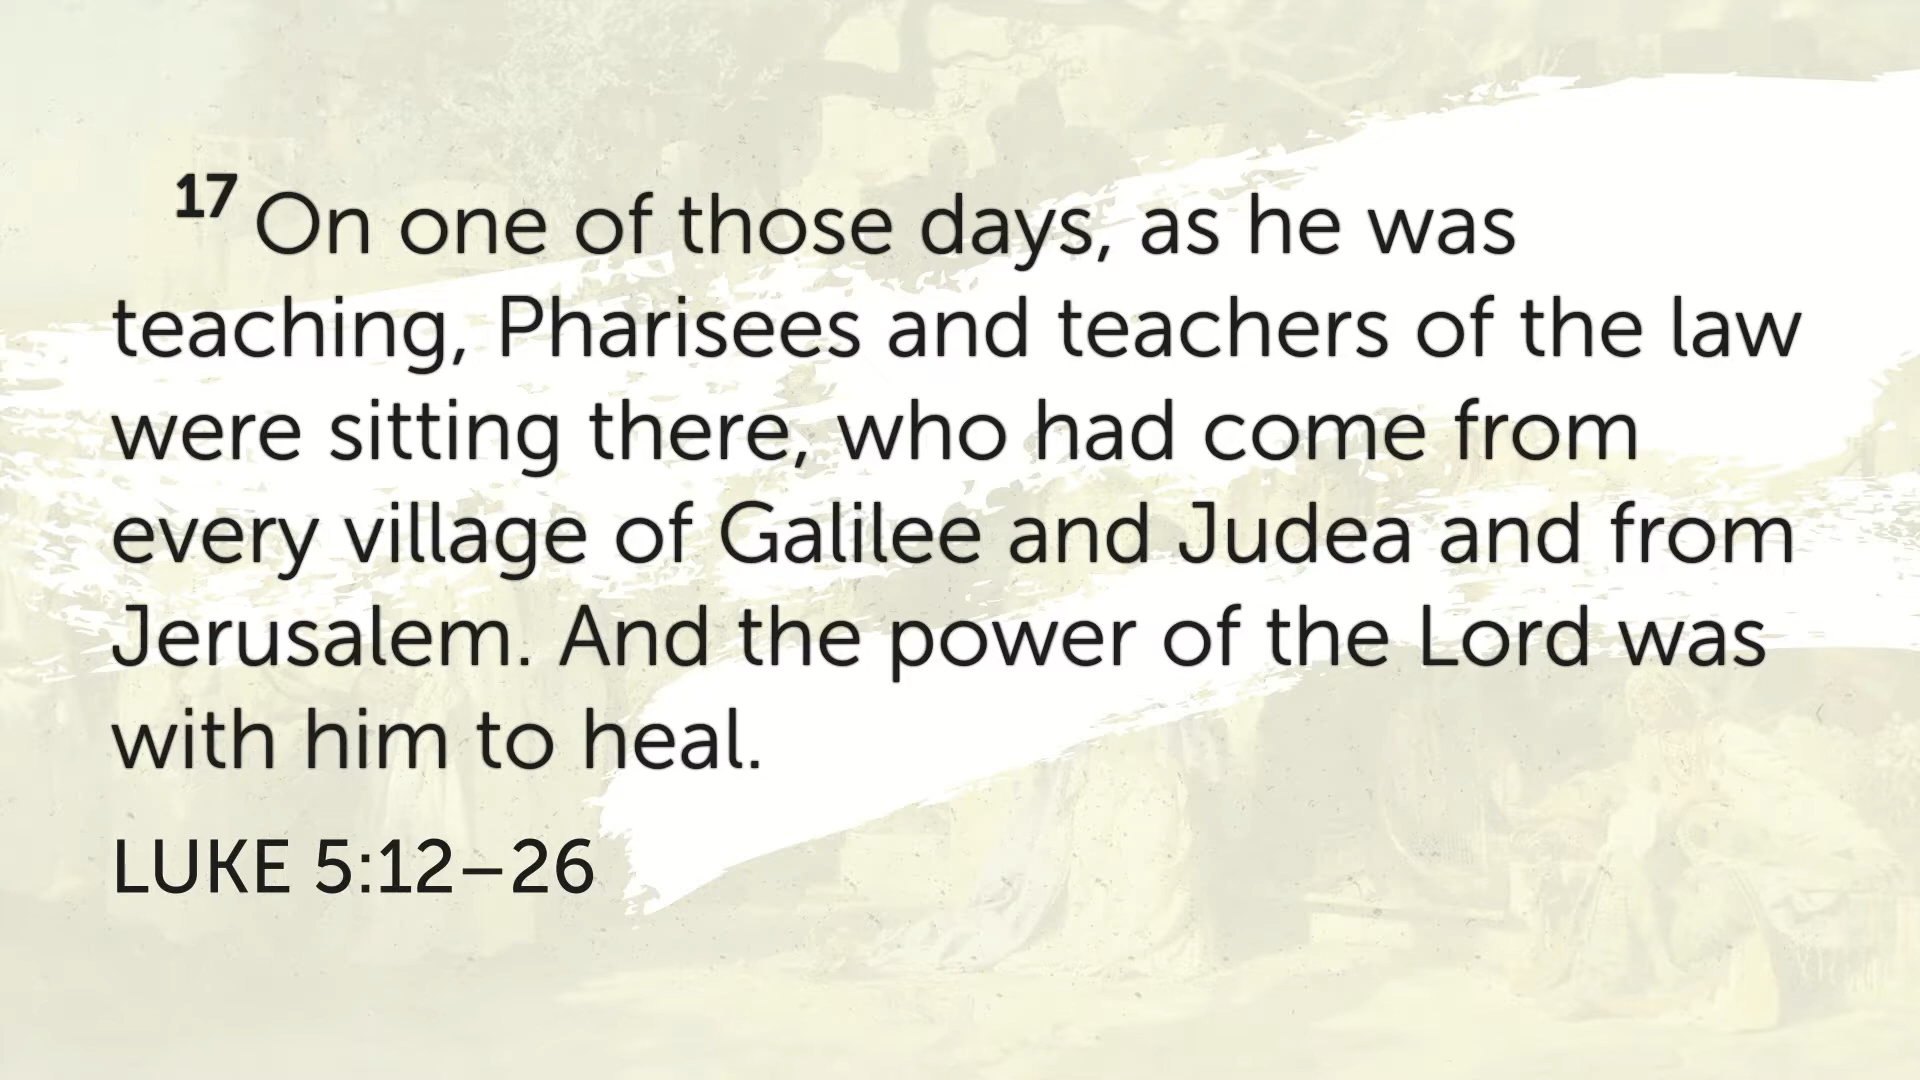 17 On one of those days, as he was
teaching, Pharisees and teachers of the law
were sitting there, who had come from
every village of Galilee and Judea and from
Jerusalem. And the power of the Lord was
with him to heal.
LUKE 5:12–26